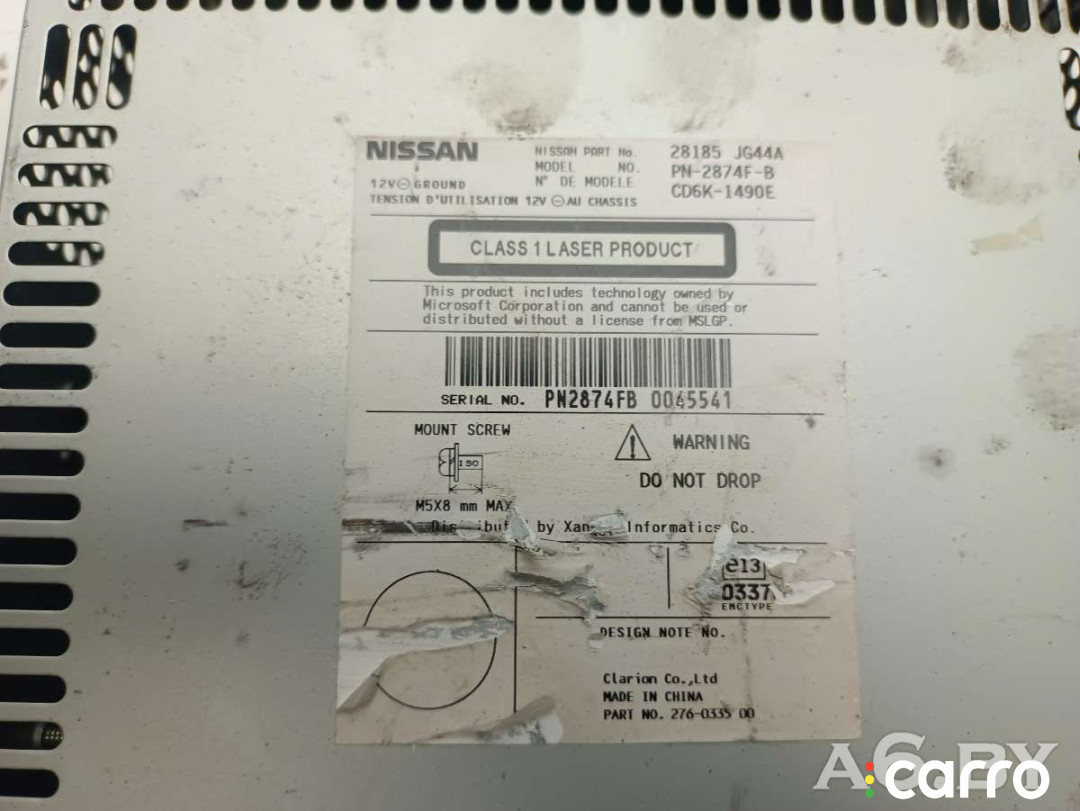 NISSAN
NISSAN PART No. 28185 JG44A
MODEL NO. PN-2874F-B
N° DE MODELE CD6K-1490E
12V⊖GROUND
TENSION D'UTILISATION 12V ⊖AU CHASSIS
CLASS 1 LASER PRODUCT
This product includes technology owned by
Microsoft Corporation and cannot be used or
distributed without a license from MSLGP.
SERIAL NO. PN2874FB 0045541
MOUNT SCREW
ISO
M5X8 mm MAX
WARNING
DO NOT DROP
by Informatics Co.
e13
0337
EMCTYPE
DESIGN NOTE NO.
Clarion Co.,Ltd
MADE IN CHINA
PART NO. 276-0335 00
A6.BY
carro